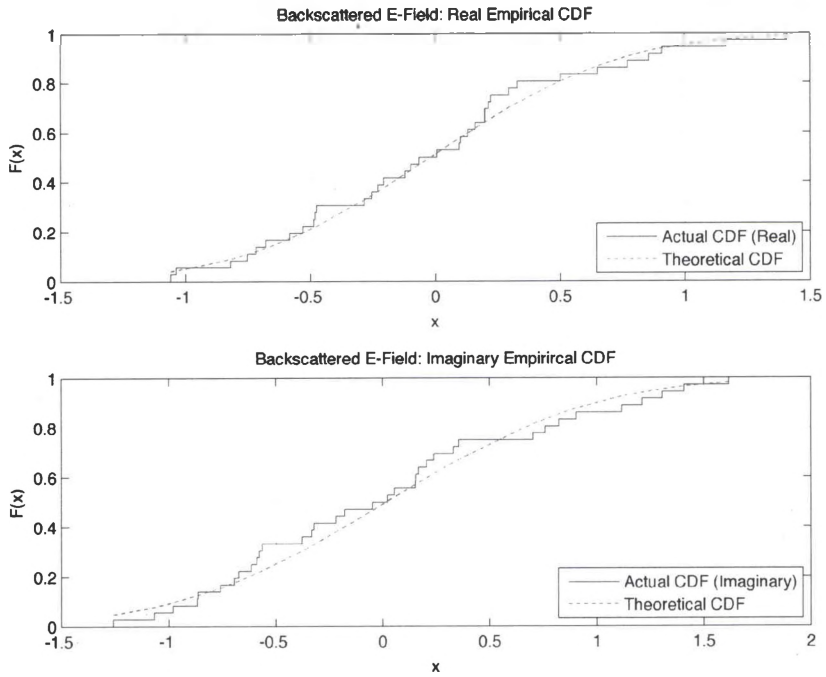 Backscattered E-Field: Real Empirical CDF
1
0.8
0.6
0.4
0.2
0
F(x)
-1.5
-1
-0.5
0
0.5
1
1.5
x
Actual CDF (Real)
Theoretical CDF
Backscattered E-Field: Imaginary Empirircal CDF
1
0.8
0.6
0.4
0.2
0
F(x)
-1.5
-1
-0.5
0
0.5
1
1.5
2
x
Actual CDF (Imaginary)
Theoretical CDF